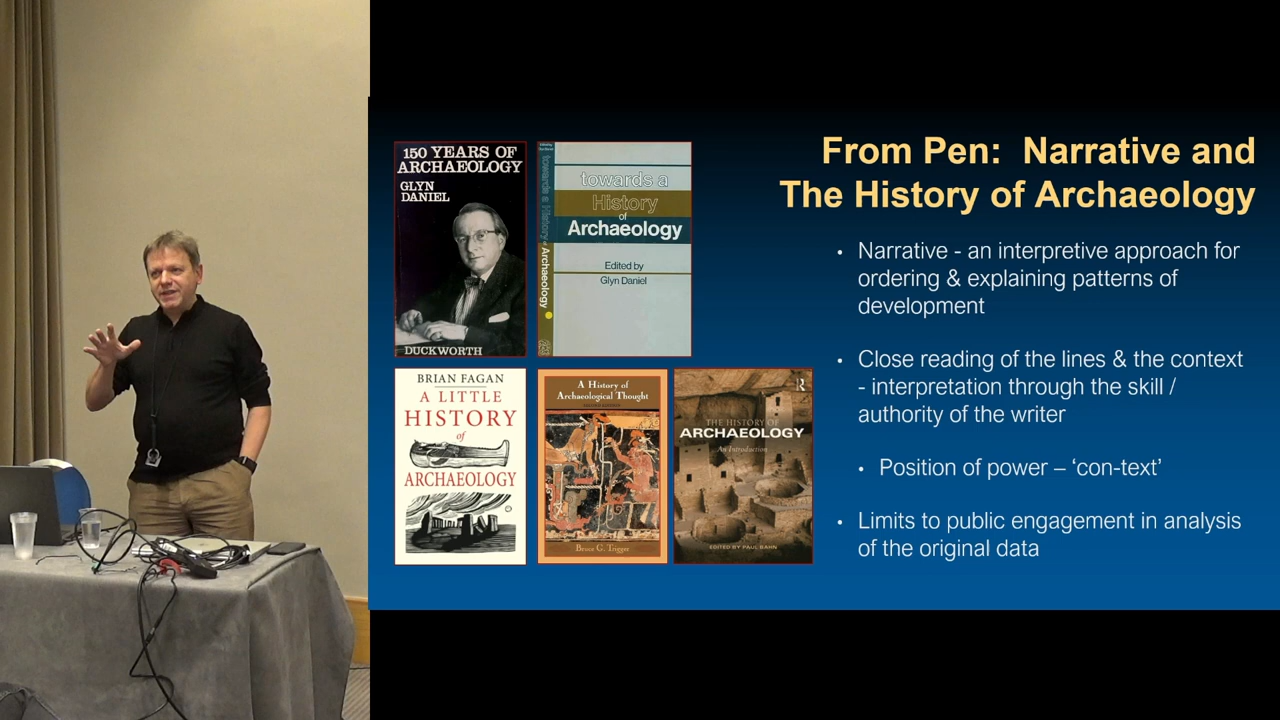 From Pen: Narrative and
The History of Archaeology
150 YEARS OF
ARCHAEOLOGY
GLYN
DANIEL
DUCKWORTH
towards a History of Archaeology
towards a
History
of
Archaeology
Edited by
Glyn Daniel
BRIAN FAGAN
A LITTLE
HISTORY
of
ARCHAEOLOGY
A History of
Archaeological Thought
Bruce G. Trigger
R
THE HISTORY OF
ARCHAEOLOGY
An Introduction
EDITED BY PAUL BAHN
• Narrative - an interpretive approach for
ordering & explaining patterns of
development
• Close reading of the lines & the context
- interpretation through the skill /
authority of the writer
• Position of power – ‘con-text’
• Limits to public engagement in analysis
of the original data